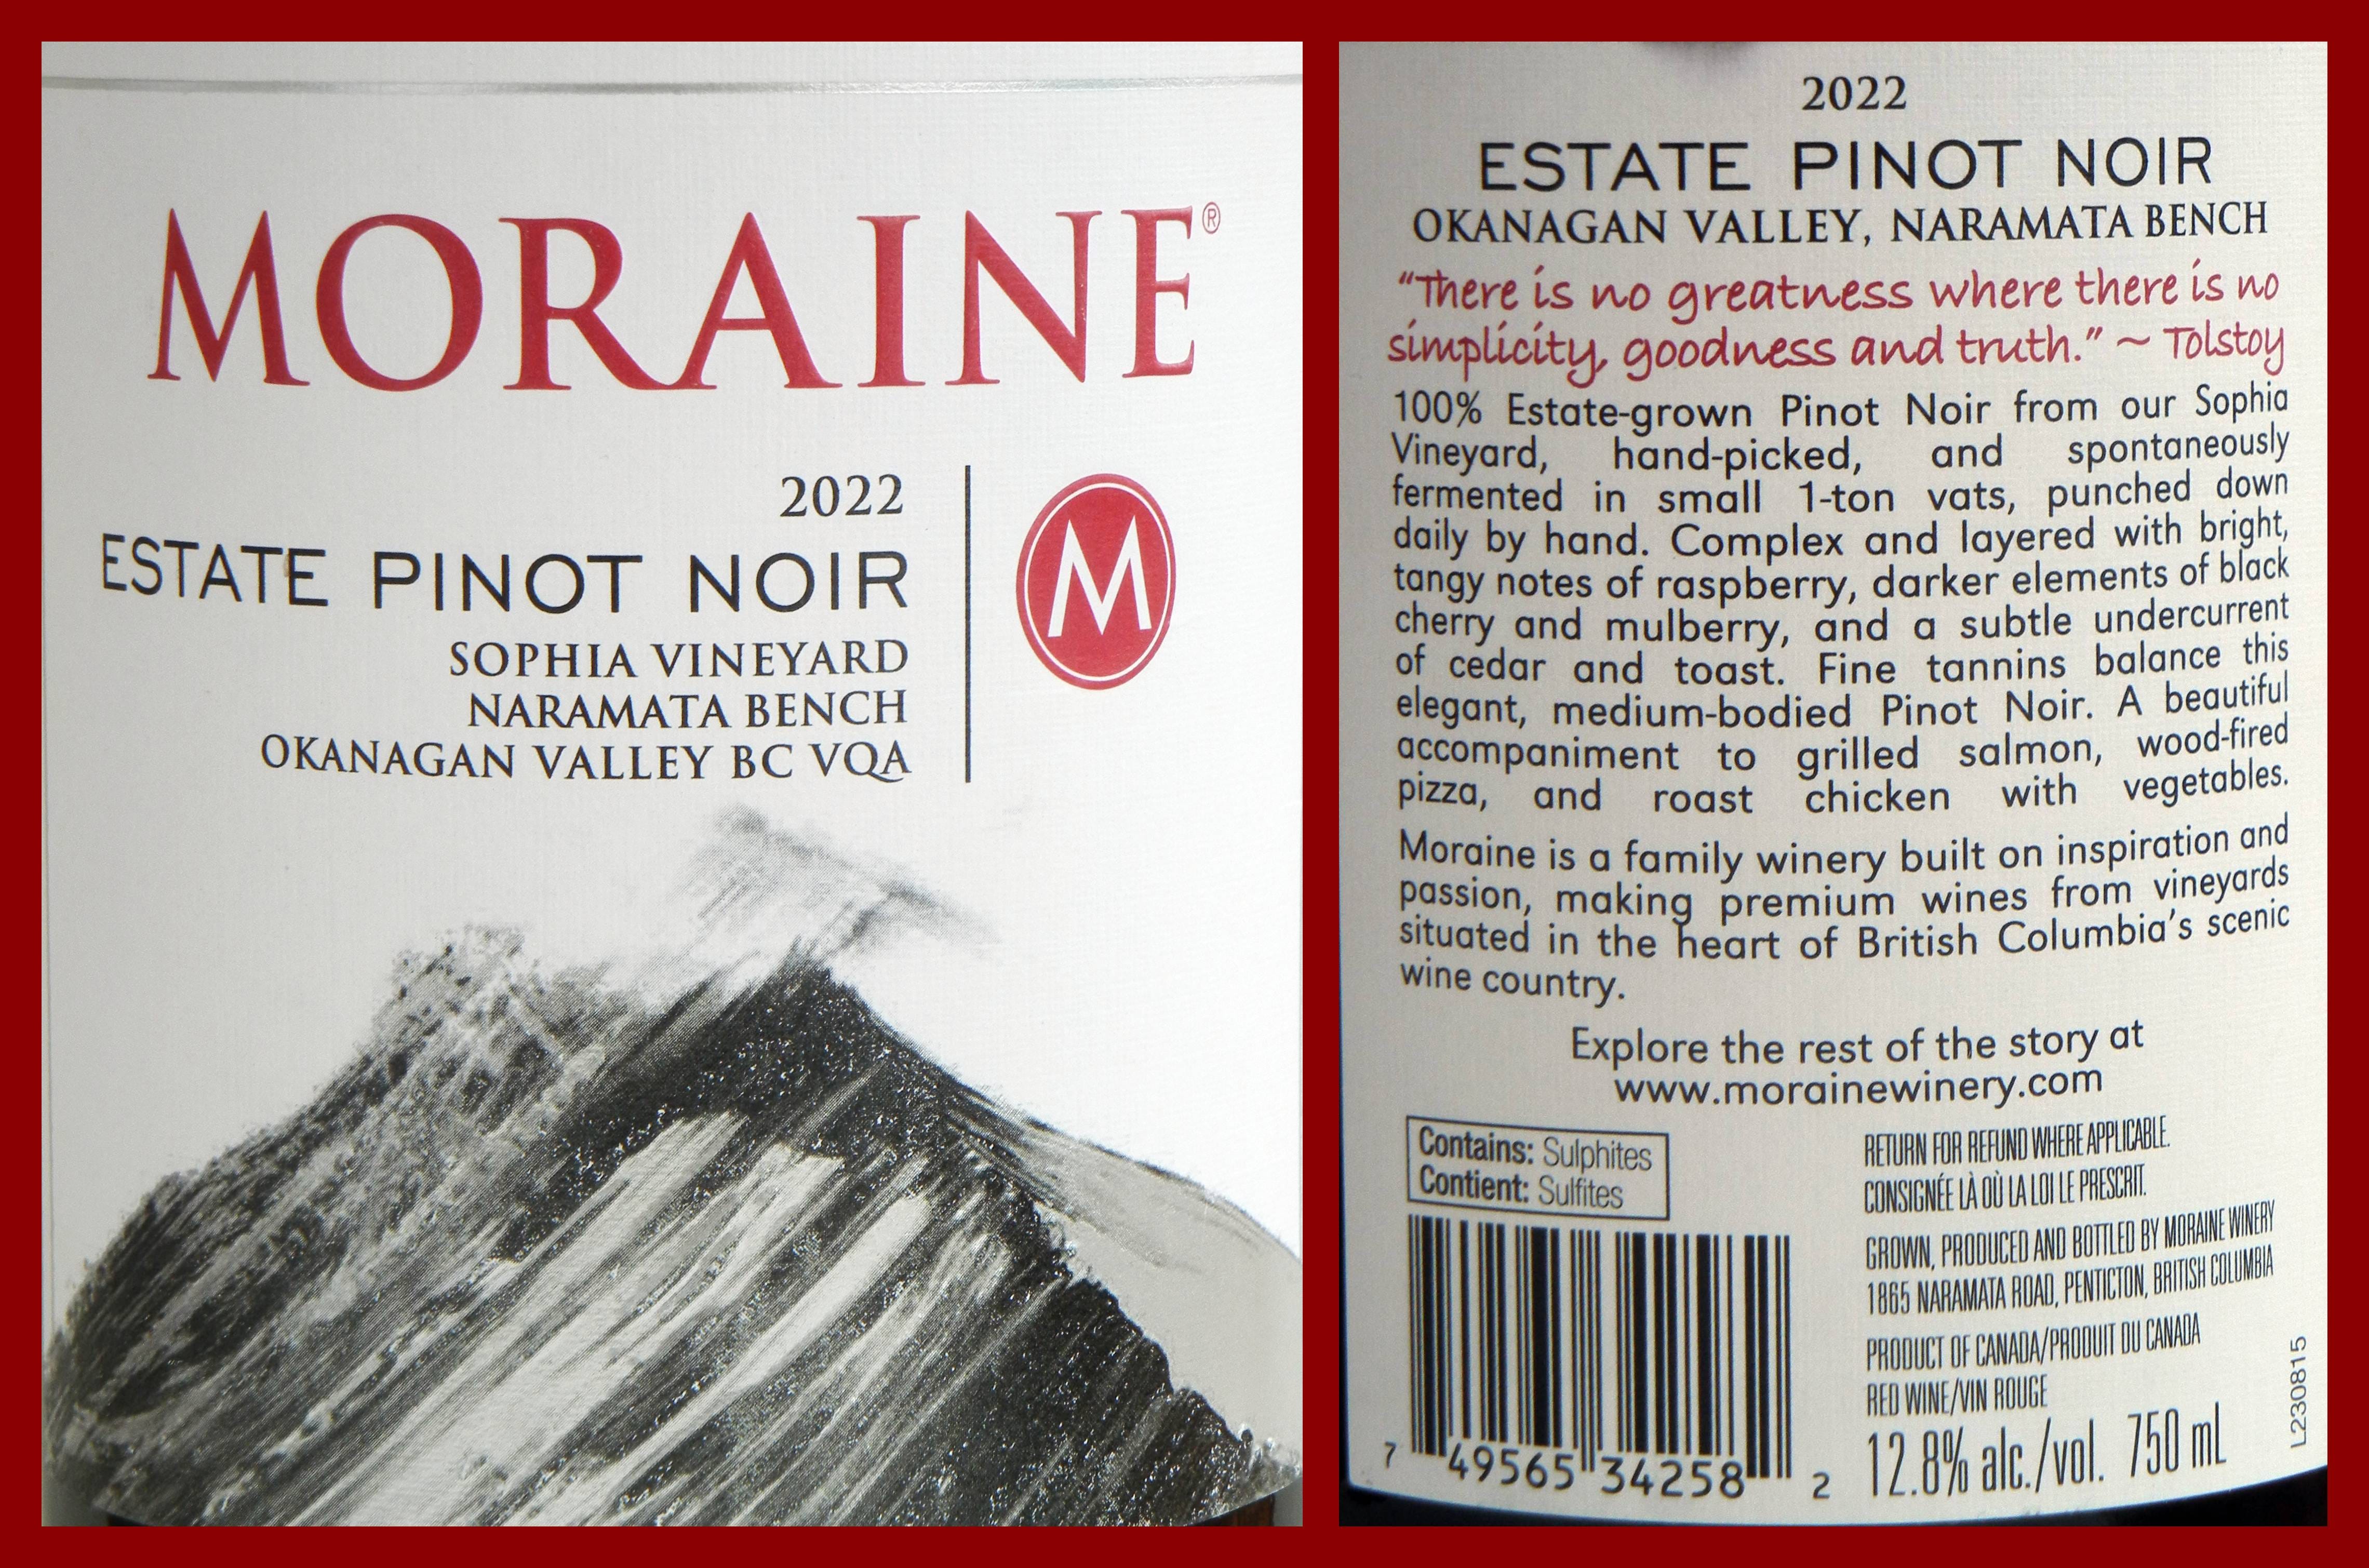 MORAINE®
2022
ESTATE PINOT NOIR
SOPHIA VINEYARD
NARAMATA BENCH
OKANAGAN VALLEY BC VQA
M
2022
ESTATE PINOT NOIR
OKANAGAN VALLEY, NARAMATA BENCH
“There is no greatness where there is no
simplicity, goodness and truth.” ~ Tolstoy
100% Estate-grown Pinot Noir from our Sophia
Vineyard, hand-picked, and spontaneously
fermented in small 1-ton vats, punched down
daily by hand. Complex and layered with bright,
tangy notes of raspberry, darker elements of black
cherry and mulberry, and a subtle undercurrent
of cedar and toast. Fine tannins balance this
elegant, medium-bodied Pinot Noir. A beautiful
accompaniment to grilled salmon, wood-fired
pizza, and roast chicken with vegetables.
Moraine is a family winery built on inspiration and
passion, making premium wines from vineyards
situated in the heart of British Columbia’s scenic
wine country.
Explore the rest of the story at
www.morainewinery.com
Contains: Sulphites
Contient: Sulfites
7 49565 34258 2
RETURN FOR REFUND WHERE APPLICABLE.
CONSIGNÉE LÀ OÙ LA LOI LE PRESCRIT.
GROWN, PRODUCED AND BOTTLED BY MORAINE WINERY
1865 NARAMATA ROAD, PENTICTON, BRITISH COLUMBIA
PRODUCT OF CANADA/PRODUIT DU CANADA
RED WINE/VIN ROUGE
12.8% alc./vol. 750 mL
L230815